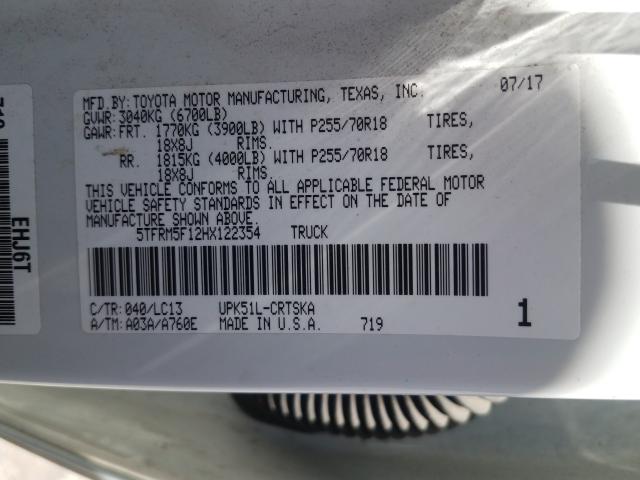 MFD.BY:TOYOTA MOTOR MANUFACTURING, TEXAS, INC. 07/17
GVWR:3040KG (6700LB)
GAWR:FRT. 1770KG (3900LB) WITH P255/70R18 TIRES,
18X8J RIMS.
RR. 1815KG (4000LB) WITH P255/70R18 TIRES,
18X8J RIMS.
THIS VEHICLE CONFORMS TO ALL APPLICABLE FEDERAL MOTOR
VEHICLE SAFETY STANDARDS IN EFFECT ON THE DATE OF
MANUFACTURE SHOWN ABOVE.
5TFRM5F12HX122354 TRUCK
C/TR:040/LC13 UPK51L-CRTSKA
A/TM:A03A/A760E MADE IN U.S.A. 719 1
EHJ6T
719